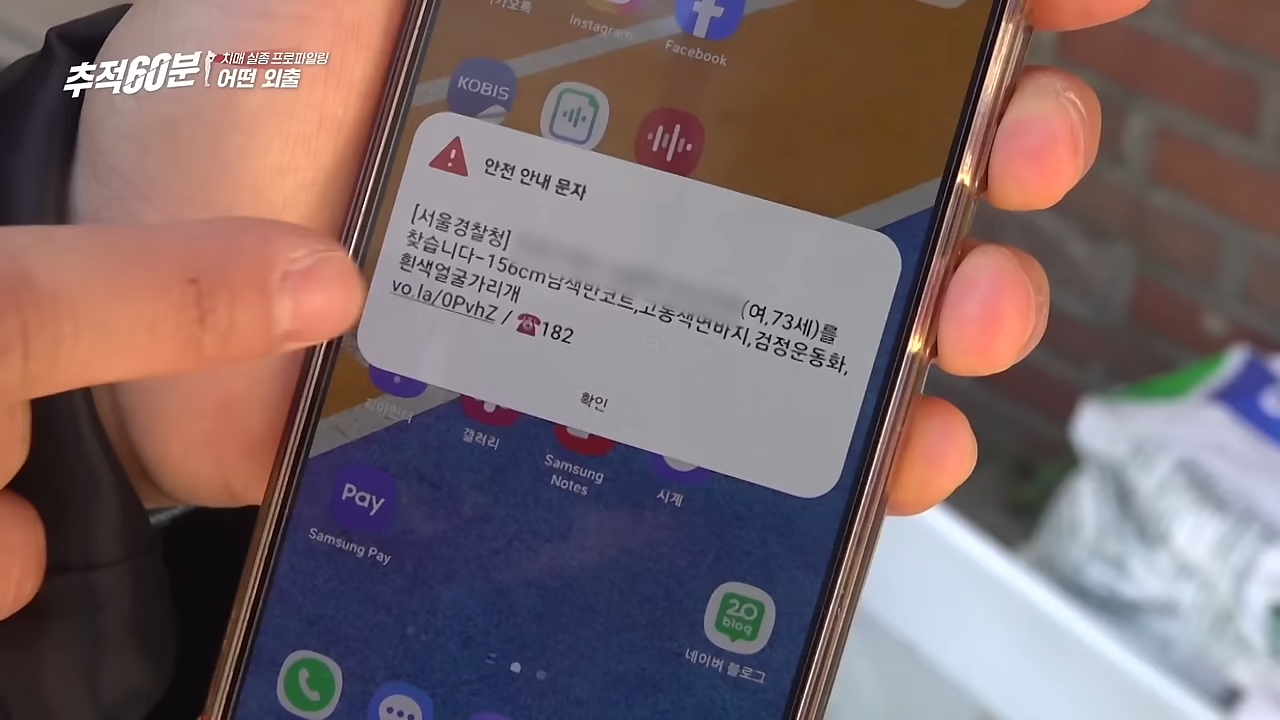 추적60분
치매 실종 프로파일링
어떤 외출
Instagram
Facebook
KOBIS
안전 안내 문자
[서울경찰청]
(여,73세)를
찾습니다-156cm남색반코트,고동색면바지,검정운동화,
흰색얼굴가리개
vo.la/0PvhZ / ☎182
확인
갤러리
Samsung
Notes
시계
Pay
Samsung Pay
20
blog
네이버 블로그